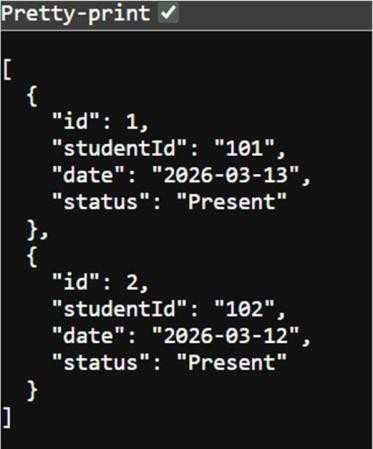 Pretty-print ✓
[
  {
    "id": 1,
    "studentId": "101",
    "date": "2026-03-13",
    "status": "Present"
  },
  {
    "id": 2,
    "studentId": "102",
    "date": "2026-03-12",
    "status": "Present"
  }
]